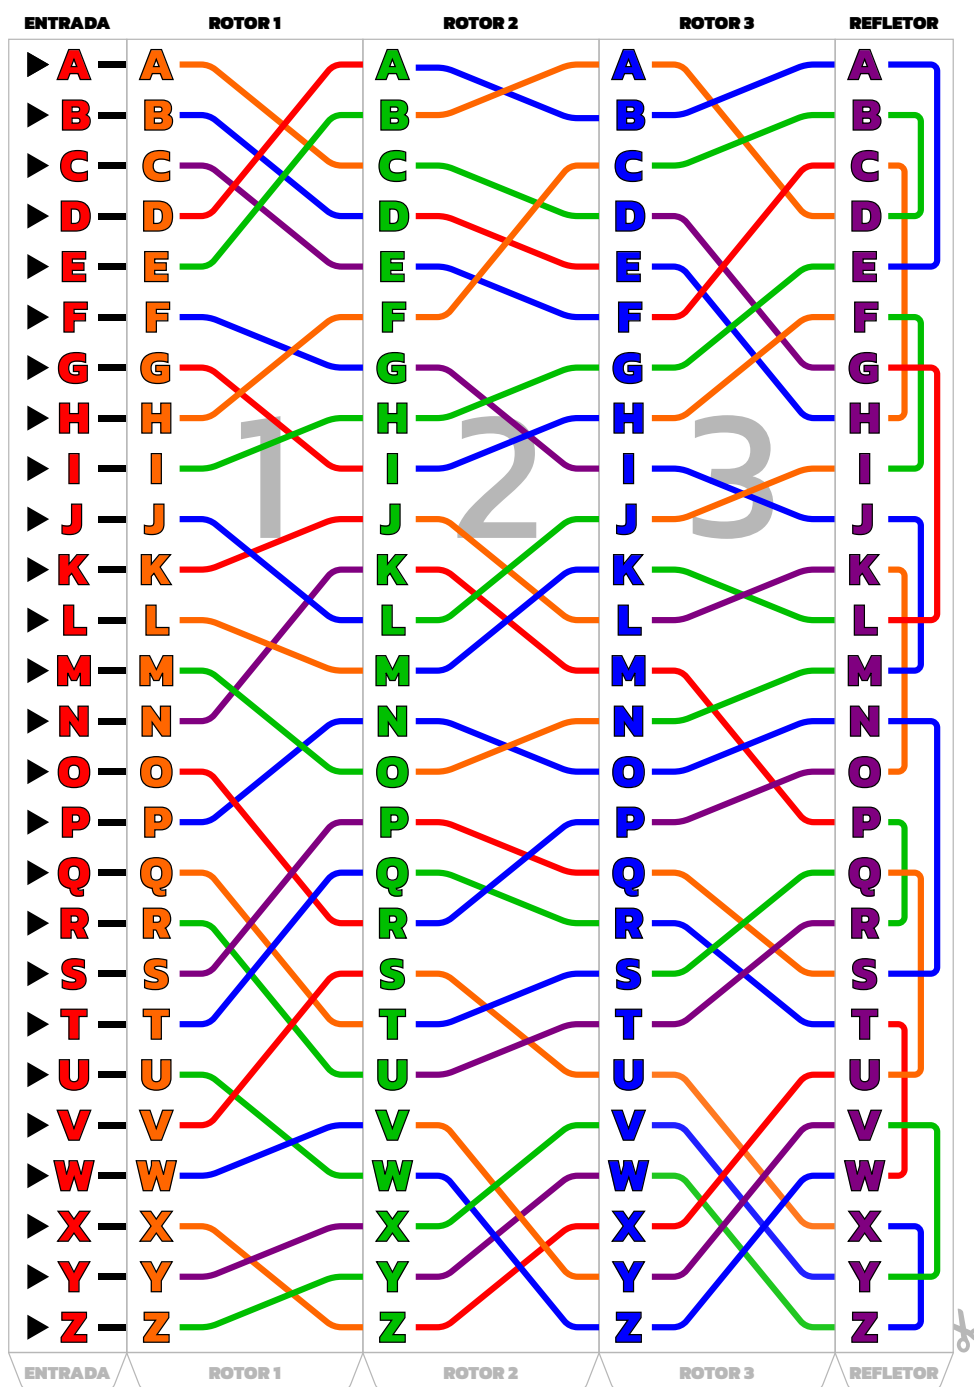 ENTRADA ROTOR 1 ROTOR 2 ROTOR 3 REFLETOR
A A A A A
B B B B B
C C C C C
D D D D D
E E E E E
F F F F F
G G G G G
H H H H H
I I I I I
1 2 3
J J J J J
K K K K K
L L L L L
M M M M M
N N N N N
O O O O O
P P P P P
Q Q Q Q Q
R R R R R
S S S S S
T T T T T
U U U U U
V V V V V
W W W W W
X X X X X
Y Y Y Y Y
Z Z Z Z Z
ENTRADA ROTOR 1 ROTOR 2 ROTOR 3 REFLETOR